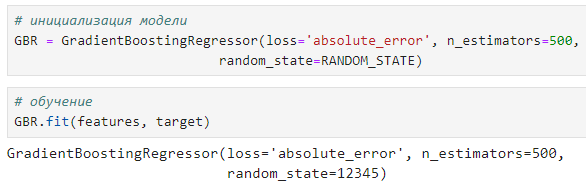 # инициализация модели
GBR = GradientBoostingRegressor(loss='absolute_error', n_estimators=500,
random_state=RANDOM_STATE)
# обучение
GBR.fit(features, target)
GradientBoostingRegressor(loss='absolute_error', n_estimators=500,
random_state=12345)